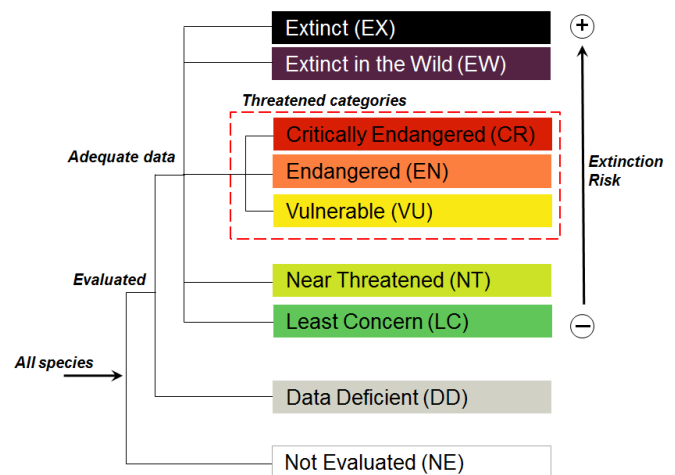 Extinct (EX)
+
Extinct in the Wild (EW)
Threatened categories
Critically Endangered (CR)
Adequate data
Endangered (EN)
Extinction
Risk
Vulnerable (VU)
Evaluated
Near Threatened (NT)
Least Concern (LC)
−
All species
Data Deficient (DD)
Not Evaluated (NE)